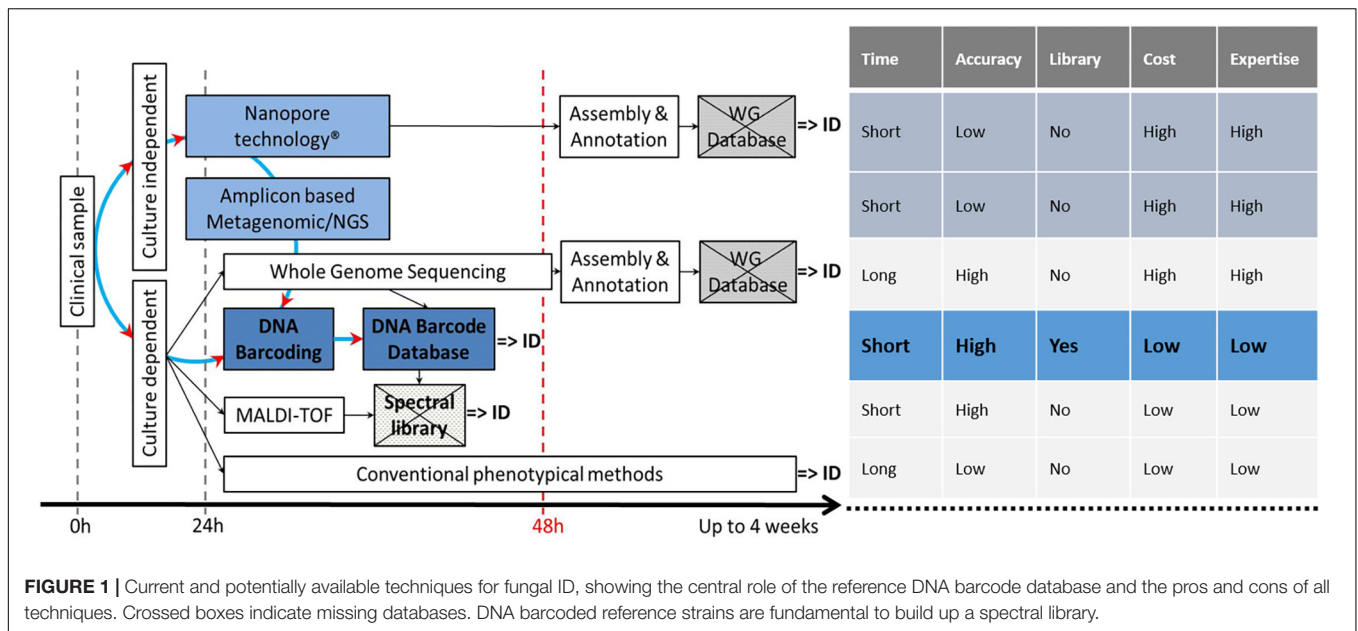 Clinical sample
Culture independent
Culture dependent
Nanopore
technology®
Assembly &
Annotation
WG
Database
=> ID
Amplicon based
Metagenomic/NGS
Whole Genome Sequencing
Assembly &
Annotation
WG
Database
=> ID
DNA
Barcoding
DNA Barcode
Database
=> ID
MALDI-TOF
Spectral
library
=> ID
Conventional phenotypical methods
=> ID
0h
24h
48h
Up to 4 weeks
Time Accuracy Library Cost Expertise
Short Low No High High
Short Low No High High
Long High No High High
Short High Yes Low Low
Short High No Low Low
Long Low No Low Low
FIGURE 1 | Current and potentially available techniques for fungal ID, showing the central role of the reference DNA barcode database and the pros and cons of all
techniques. Crossed boxes indicate missing databases. DNA barcoded reference strains are fundamental to build up a spectral library.